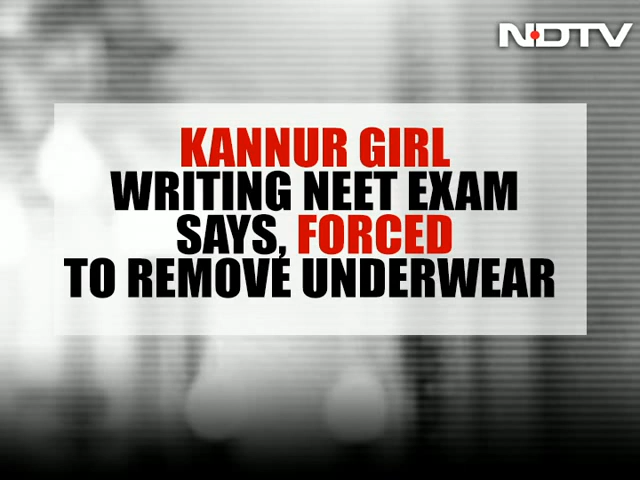 NDTV
KANNUR GIRL
WRITING NEET EXAM
SAYS, FORCED
TO REMOVE UNDERWEAR